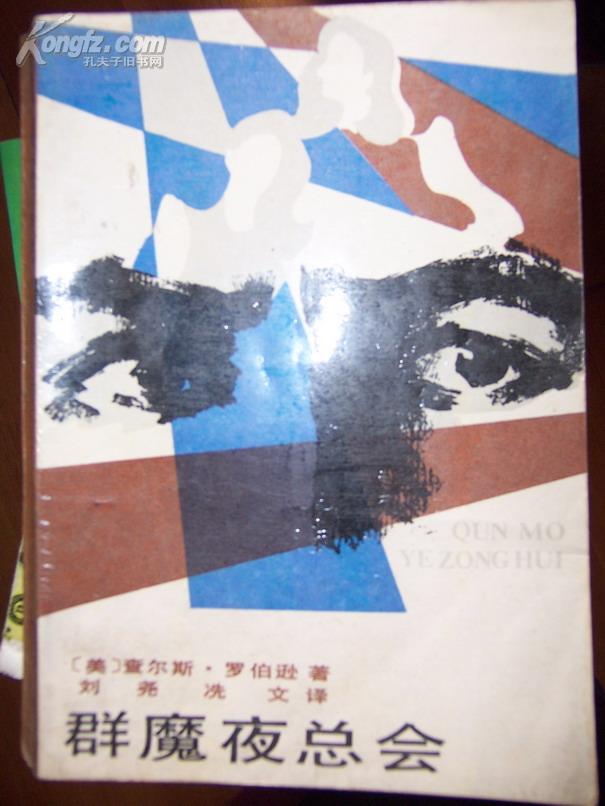 Kongfz.com
孔夫子旧书网
QUN MO
YE ZONG HUI
〔美〕查尔斯·罗伯逊 著
刘尧 冼文 译
群魔夜总会